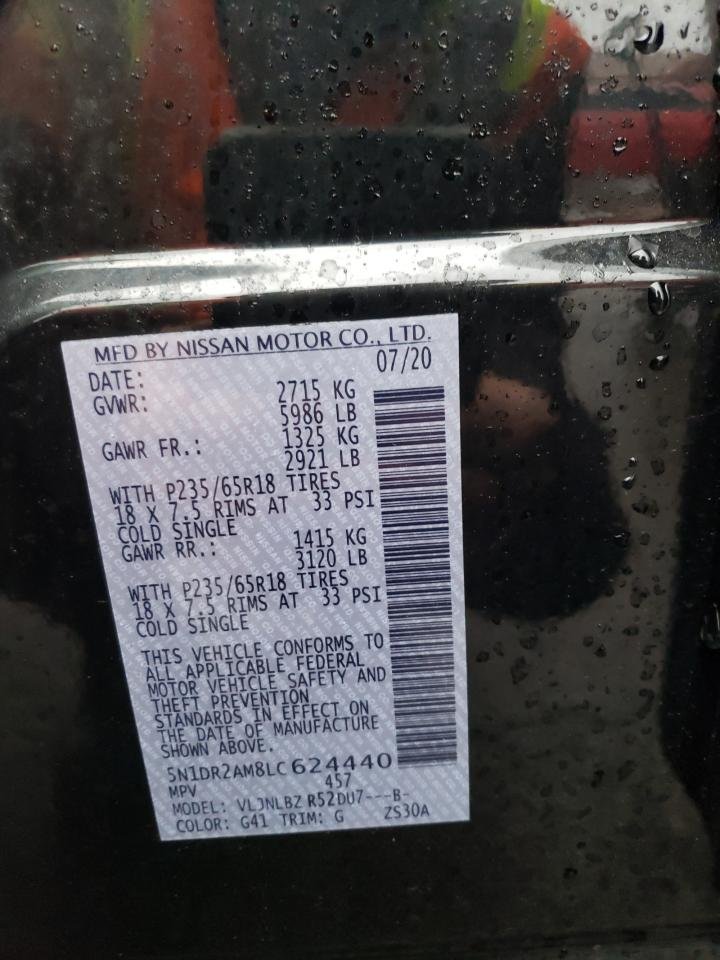 MFD BY NISSAN MOTOR CO., LTD.
DATE: 07/20
GVWR: 2715 KG
5986 LB
GAWR FR.: 1325 KG
2921 LB
WITH P235/65R18 TIRES
18 X 7.5 RIMS AT 33 PSI
COLD SINGLE
GAWR RR.: 1415 KG
3120 LB
WITH P235/65R18 TIRES
18 X 7.5 RIMS AT 33 PSI
COLD SINGLE
THIS VEHICLE CONFORMS TO
ALL APPLICABLE FEDERAL
MOTOR VEHICLE SAFETY AND
THEFT PREVENTION
STANDARDS IN EFFECT ON
THE DATE OF MANUFACTURE
SHOWN ABOVE.
5N1DR2AM8LC624440
MPV 457
MODEL: VLJNLBZ R52DU7---B-
COLOR: G41 TRIM: G ZS30A